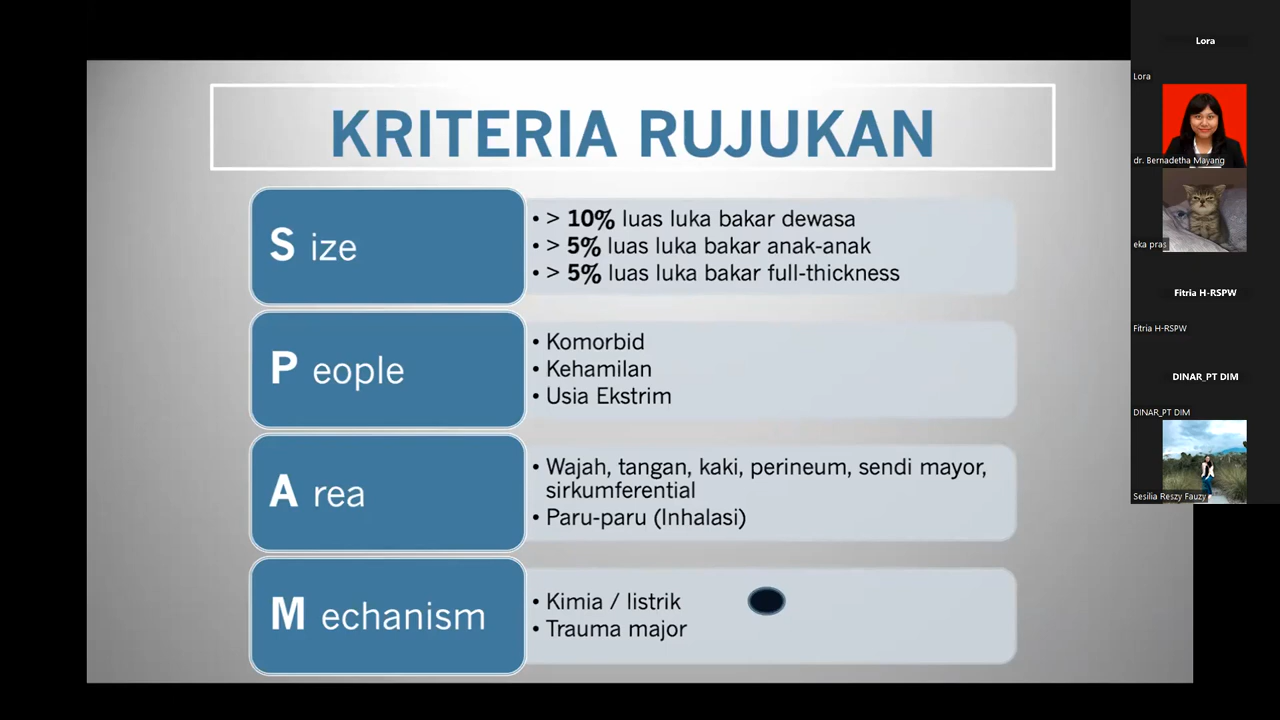 KRITERIA RUJUKAN
S ize
• > 10% luas luka bakar dewasa
• > 5% luas luka bakar anak-anak
• > 5% luas luka bakar full-thickness
P eople
• Komorbid
• Kehamilan
• Usia Ekstrim
A rea
• Wajah, tangan, kaki, perineum, sendi mayor,
sirkumferential
• Paru-paru (Inhalasi)
M echanism
• Kimia / listrik
• Trauma major
Lora
Lora
dr. Bernadetha Mayang
eka pras
Fitria H-RSPW
Fitria H-RSPW
DINAR_PT DIM
DINAR_PT DIM
Sesilia Reszy Fauzy